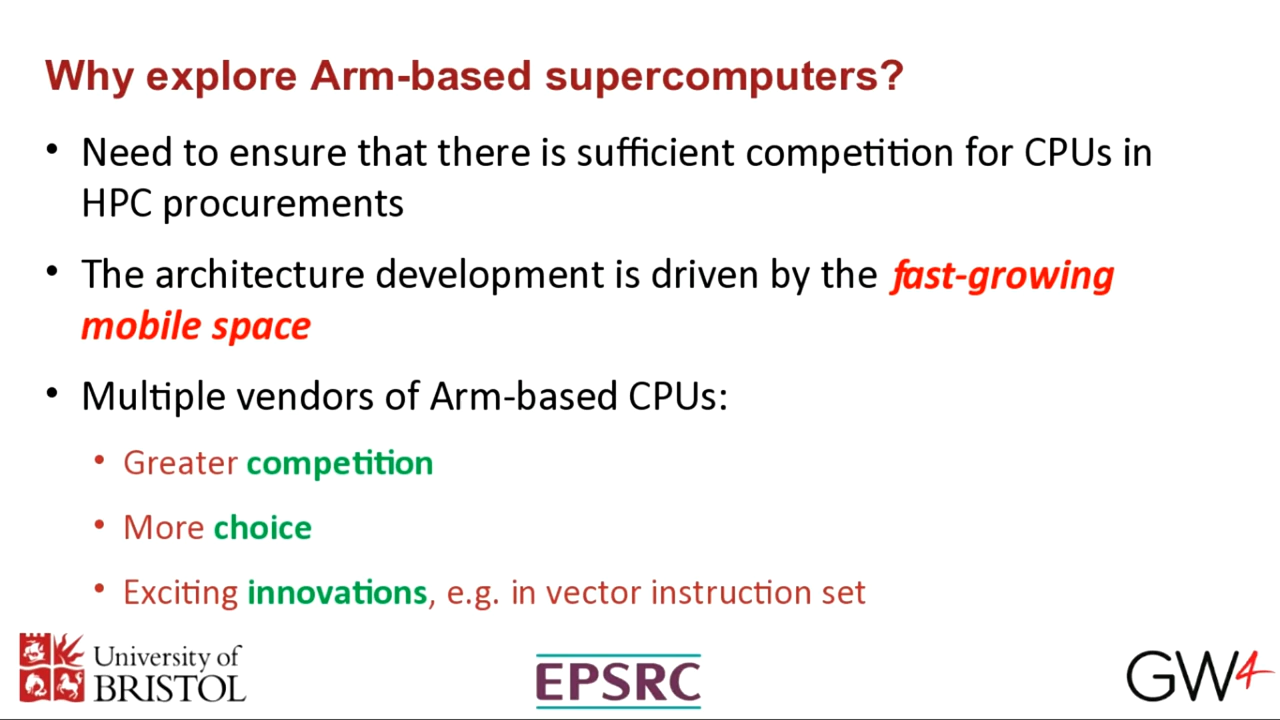 Why explore Arm-based supercomputers?
• Need to ensure that there is sufficient competition for CPUs in
HPC procurements
• The architecture development is driven by the fast-growing
mobile space
• Multiple vendors of Arm-based CPUs:
• Greater competition
• More choice
• Exciting innovations, e.g. in vector instruction set
University of
BRISTOL
EPSRC
GW4